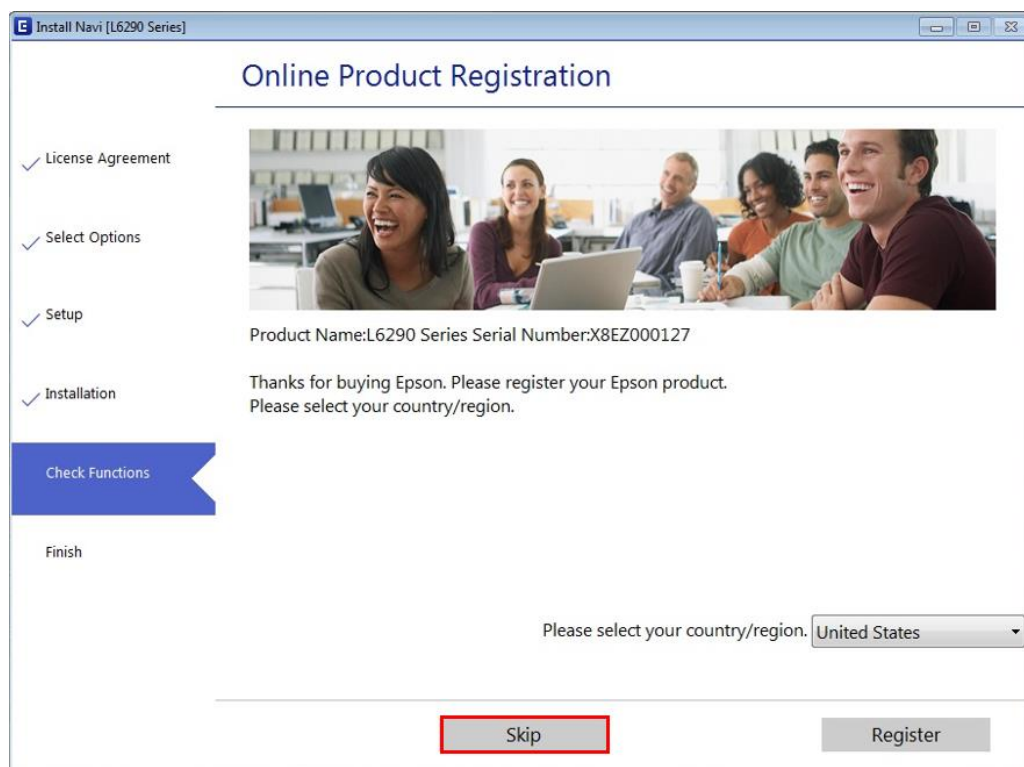 Install Navi [L6290 Series]
Online Product Registration
License Agreement
Select Options
Setup
Installation
Check Functions
Finish
Product Name:L6290 Series Serial Number:X8EZ000127
Thanks for buying Epson. Please register your Epson product.
Please select your country/region.
Please select your country/region. United States
Skip Register